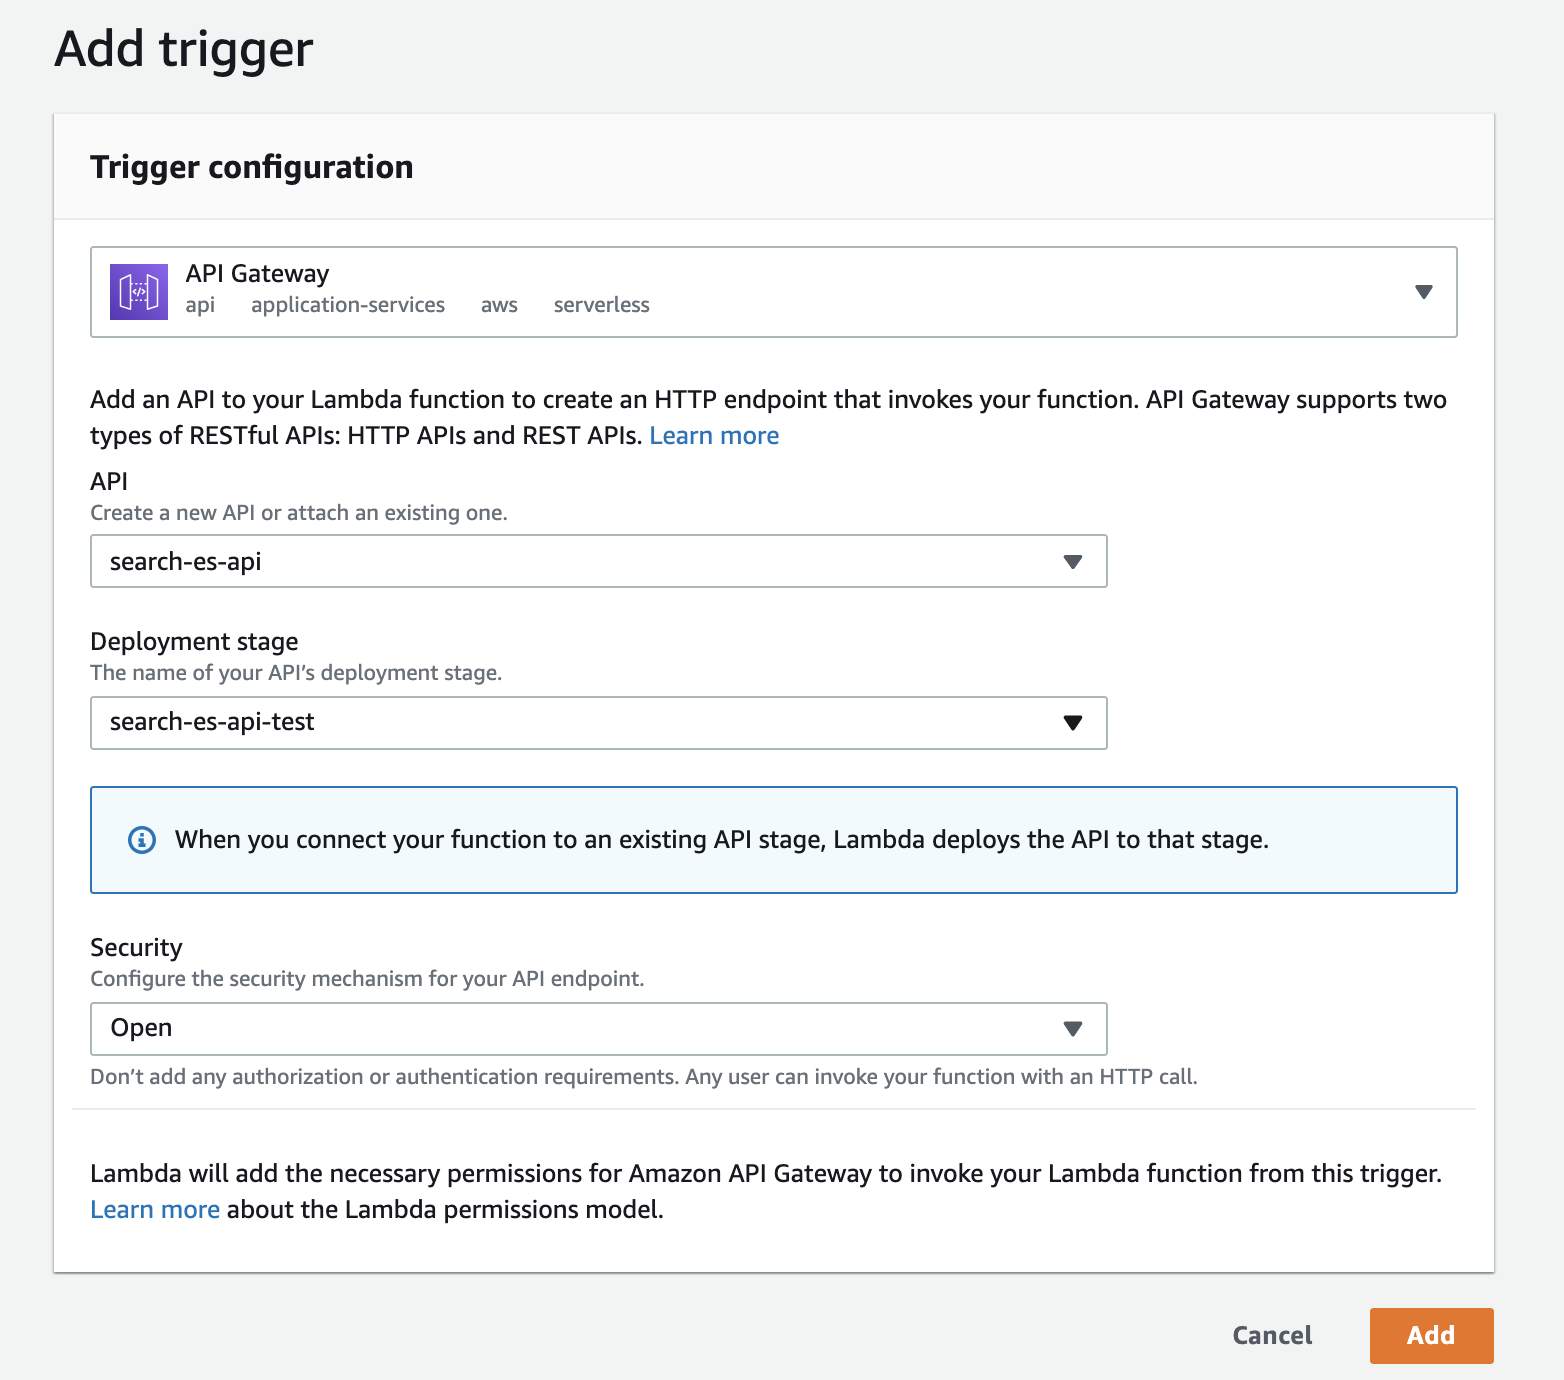 Add trigger
Trigger configuration
API Gateway
api application-services aws serverless
Add an API to your Lambda function to create an HTTP endpoint that invokes your function. API Gateway supports two
types of RESTful APIs: HTTP APIs and REST APIs. Learn more
API
Create a new API or attach an existing one.
search-es-api
Deployment stage
The name of your API’s deployment stage.
search-es-api-test
When you connect your function to an existing API stage, Lambda deploys the API to that stage.
Security
Configure the security mechanism for your API endpoint.
Open
Don’t add any authorization or authentication requirements. Any user can invoke your function with an HTTP call.
Lambda will add the necessary permissions for Amazon API Gateway to invoke your Lambda function from this trigger.
Learn more about the Lambda permissions model.
Cancel Add